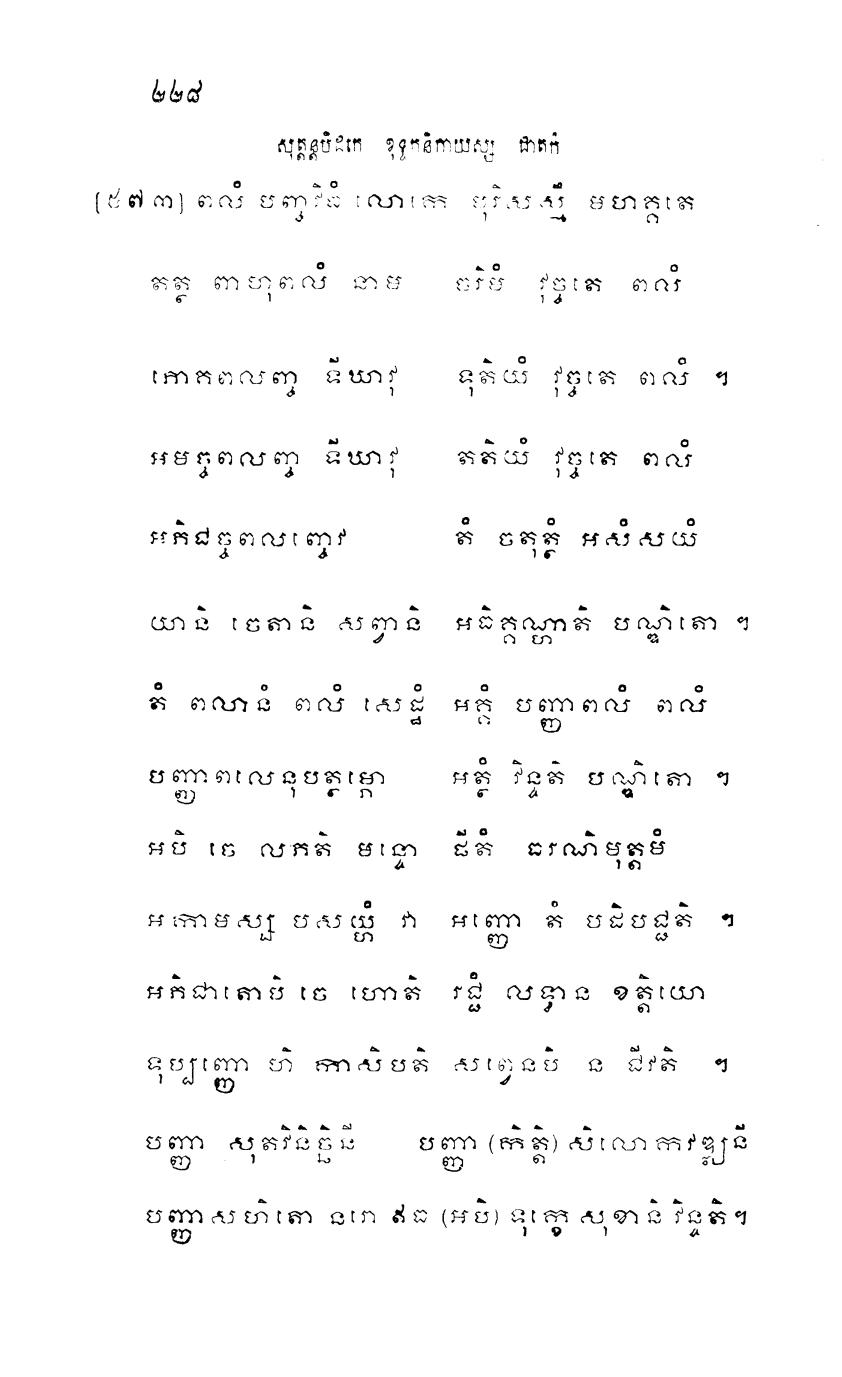 ២២៨
សុត្តន្តបិដកេ ខុទ្ទកនិកាយស្ស ជាតកំ
[៥៧៣] ពលំ បញ្ចវិធំ លោកេ បុរិសស្មឹ មហគ្គតេ
តត្ថ ពាហុពលំ នាម ចរិមំ វុច្ចតេ ពលំ
ភោគពលញ្ច ទីឃាវុ ទុតិយំ វុច្ចតេ ពលំ ។
អមច្ចពលញ្ច ទីឃាវុ តតិយំ វុច្ចតេ ពលំ
អភិជច្ចពលញ្ចេវ តំ ចតុត្ថំ អសំសយំ
យានិ ចេតានិ សព្វានិ អធិគ្គណ្ហាតិ បណ្ឌិតោ ។
តំ ពលានំ ពលំ សេដ្ឋំ អគ្គំ បញ្ញាពលំ ពលំ
បញ្ញាពលេនុបត្ថម្ភោ អត្ថំ វិន្ទតិ បណ្ឌិតោ ។
អបិ ចេ លភតិ មន្ទោ ផីតំ ធរណិមុត្តមំ
អកាមស្ស បសយ្ហំ វា អញ្ញោ តំ បដិបជ្ជតិ ។
អភិជាតោបិ ចេ ហោតិ រជ្ជំ លទ្ធាន ខត្តិយោ
ទុប្បញ្ញោ ហិ កាសិបតិ សព្វេនបិ ន ជីវតិ ។
បញ្ញា សុតវិនិច្ឆិនី បញ្ញា (កិត្តិ) សិលោកវឌ្ឍនី
បញ្ញាសហិតោ នរោ ឥធ (អបិ) ទុក្ខេ សុខានិ វិន្ទតិ។